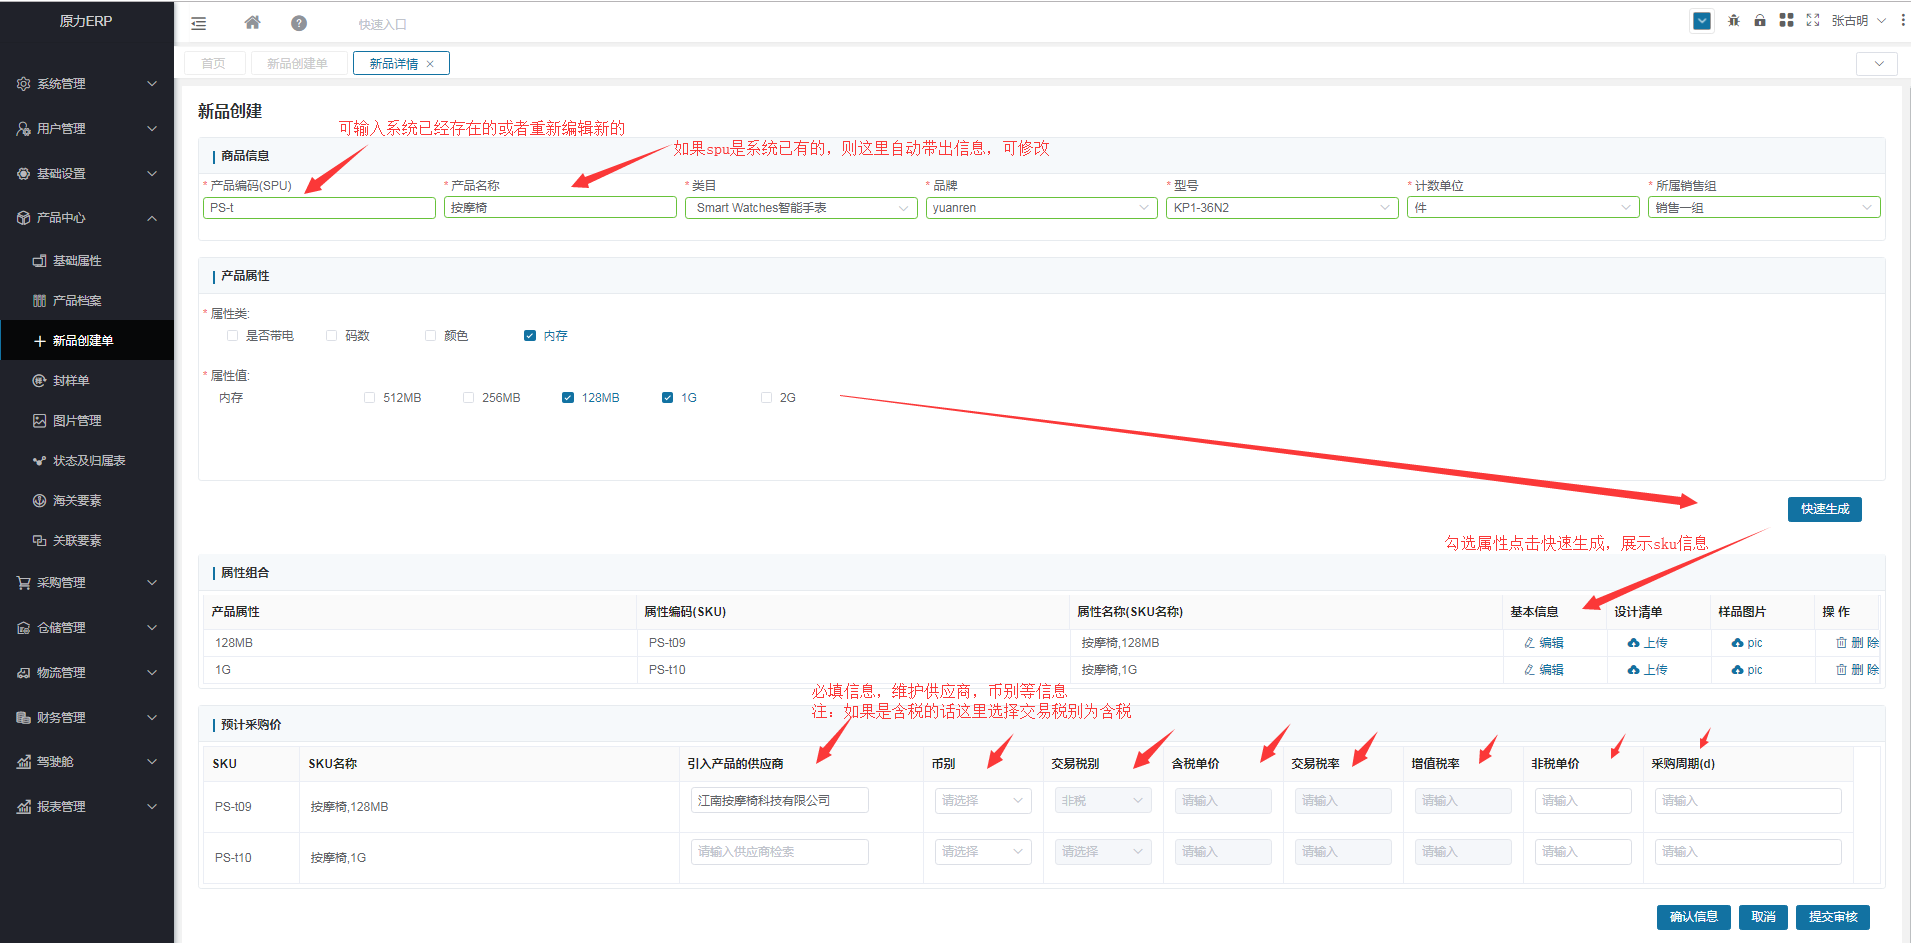 原力ERP
快速入口
张古明
首页
新品创建单
新品详情
系统管理
用户管理
基础设置
产品中心
基础属性
产品档案
新品创建单
封样单
图片管理
状态及归属表
海关要素
关联要素
采购管理
仓储管理
物流管理
财务管理
驾驶舱
报表管理
新品创建
可输入系统已经存在的或者重新编辑新的
如果spu是系统已有的，则这里自动带出信息，可修改
商品信息
* 产品编码(SPU) * 产品名称 * 类目 * 品牌 * 型号 * 计数单位 * 所属销售组
PS-t 按摩椅 Smart Watches智能手表 yuanren KP1-36N2 件 销售一组
产品属性
* 属性类:
是否带电 码数 颜色 内存
* 属性值:
内存 512MB 256MB 128MB 1G 2G
快速生成
勾选属性点击快速生成，展示sku信息
属性组合
产品属性 属性编码(SKU) 属性名称(SKU名称) 基本信息 设计清单 样品图片 操 作
128MB PS-t09 按摩椅,128MB 编辑 上传 pic 删 除
1G PS-t10 按摩椅,1G 编辑 上传 pic 删 除
必填信息，维护供应商，币别等信息
注：如果是含税的话这里选择交易税别为含税
预计采购价
SKU SKU名称 引入产品的供应商 币别 交易税别 含税单价 交易税率 增值税率 非税单价 采购周期(d)
PS-t09 按摩椅,128MB 江南按摩椅科技有限公司 请选择 非税 请输入 请输入 请输入 请输入 请输入
PS-t10 按摩椅,1G 请输入供应商检索 请选择 请选择 请输入 请输入 请输入 请输入 请输入
确认信息 取消 提交审核